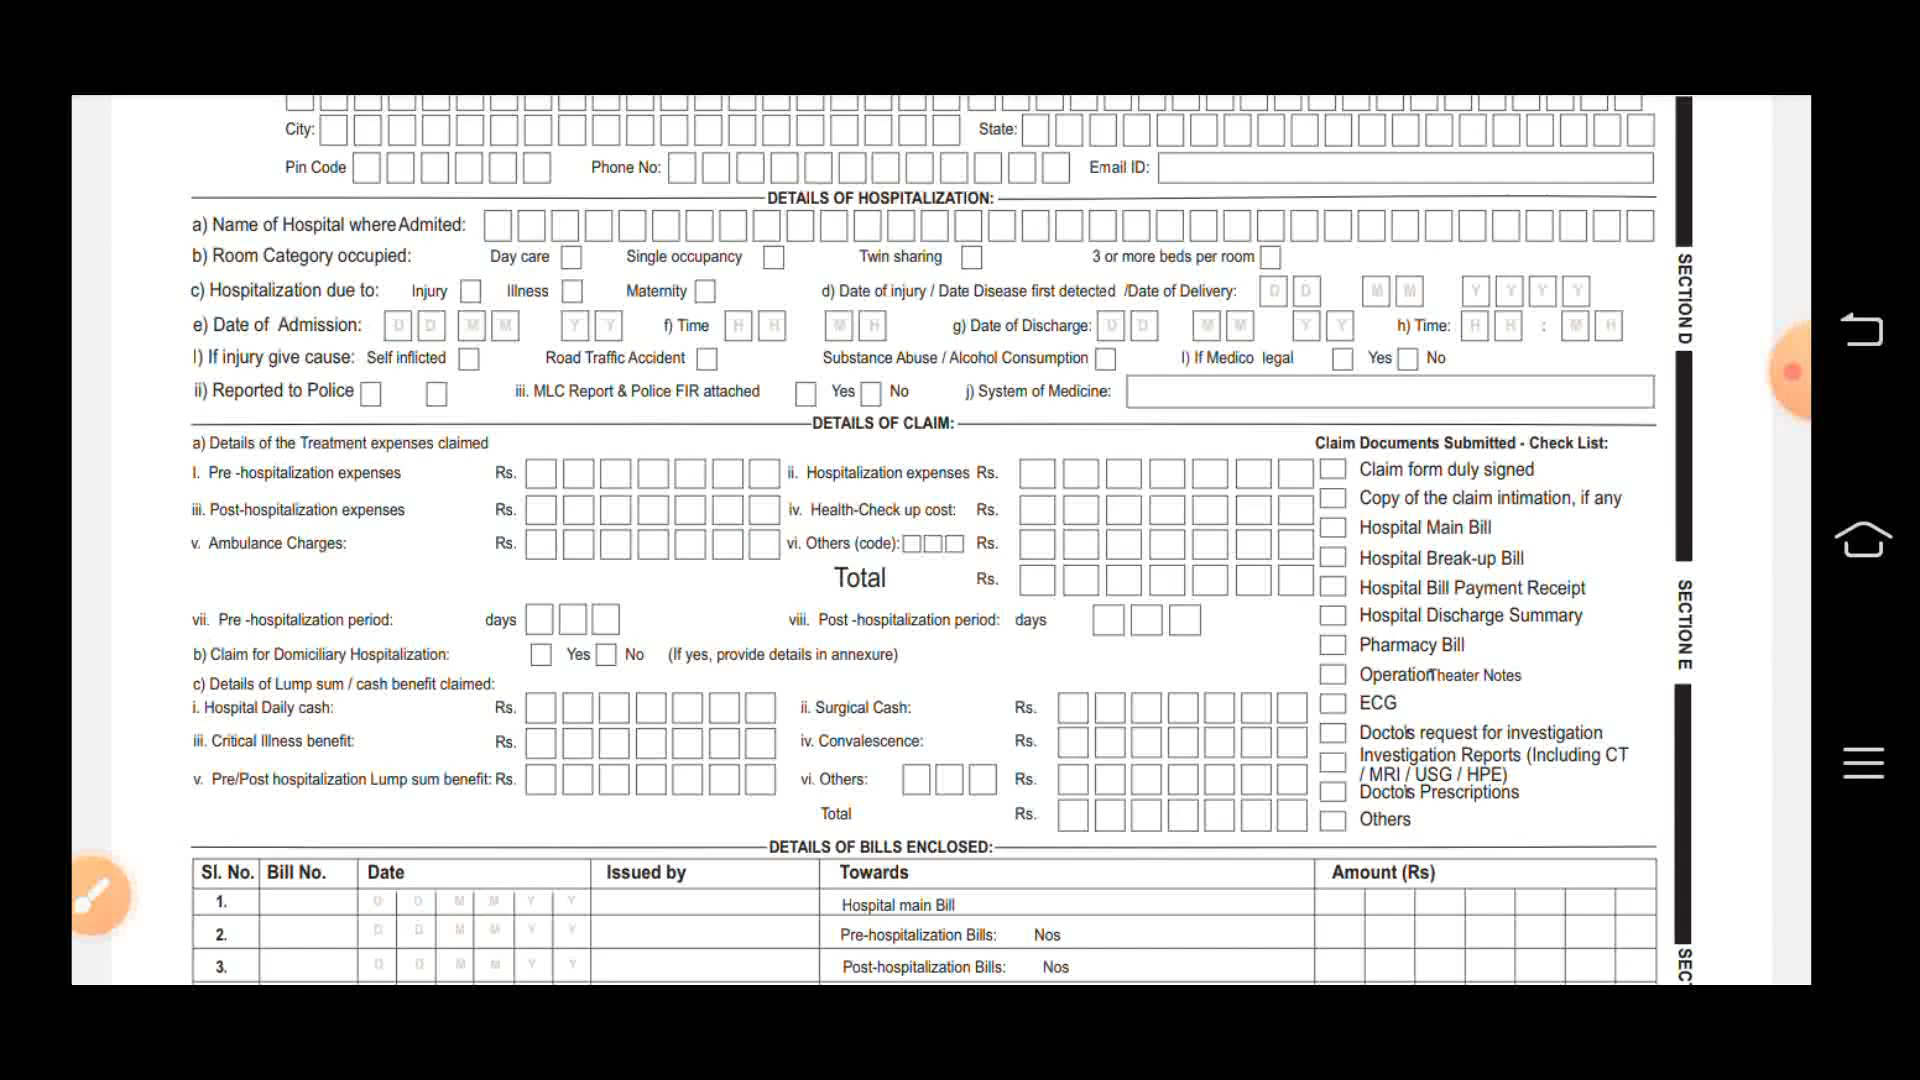 City: State:
Pin Code Phone No: Email ID:
DETAILS OF HOSPITALIZATION:
a) Name of Hospital where Admited:
b) Room Category occupied: Day care Single occupancy Twin sharing 3 or more beds per room
c) Hospitalization due to: Injury Illness Maternity d) Date of injury / Date Disease first detected /Date of Delivery: D D M M Y Y Y Y
e) Date of Admission: D D M M Y Y f) Time H H M H g) Date of Discharge: D D M M Y Y h) Time: H H : M H
I) If injury give cause: Self inflicted Road Traffic Accident Substance Abuse / Alcohol Consumption I) If Medico legal Yes No
ii) Reported to Police iii. MLC Report & Police FIR attached Yes No j) System of Medicine:
SECTION D
DETAILS OF CLAIM:
a) Details of the Treatment expenses claimed
I. Pre -hospitalization expenses Rs. ii. Hospitalization expenses Rs.
iii. Post-hospitalization expenses Rs. iv. Health-Check up cost: Rs.
v. Ambulance Charges: Rs. vi. Others (code): Rs.
Total Rs.
vii. Pre -hospitalization period: days viii. Post -hospitalization period: days
b) Claim for Domiciliary Hospitalization: Yes No (If yes, provide details in annexure)
c) Details of Lump sum / cash benefit claimed:
i. Hospital Daily cash: Rs. ii. Surgical Cash: Rs.
iii. Critical Illness benefit: Rs. iv. Convalescence: Rs.
v. Pre/Post hospitalization Lump sum benefit: Rs. vi. Others: Rs.
Total Rs.
Claim Documents Submitted - Check List:
Claim form duly signed
Copy of the claim intimation, if any
Hospital Main Bill
Hospital Break-up Bill
Hospital Bill Payment Receipt
Hospital Discharge Summary
Pharmacy Bill
Operation Theater Notes
ECG
Docto's request for investigation
Investigation Reports (Including CT
/ MRI / USG / HPE)
Docto's Prescriptions
Others
SECTION E
DETAILS OF BILLS ENCLOSED:
Sl. No. Bill No. Date Issued by Towards Amount (Rs)
1. D D M M Y Y Hospital main Bill
2. D D M M Y Y Pre-hospitalization Bills: Nos
3. D D M M Y Y Post-hospitalization Bills: Nos
SEC